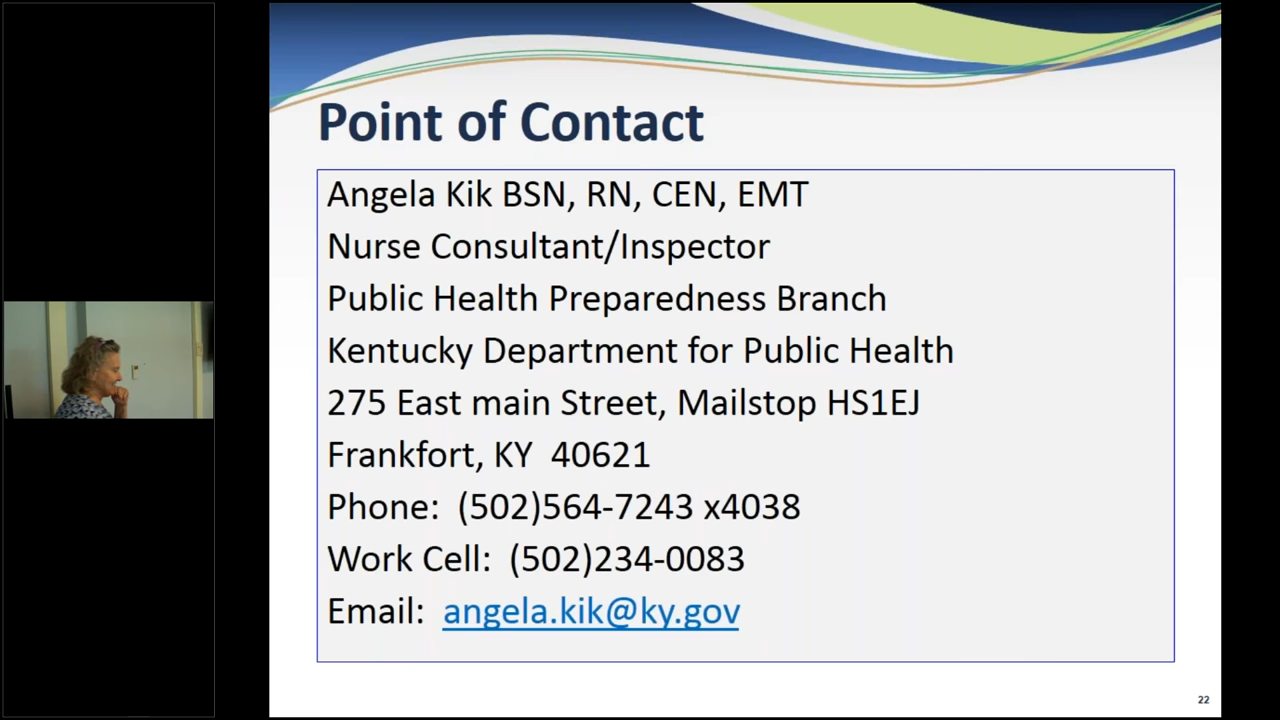 Point of Contact
Angela Kik BSN, RN, CEN, EMT
Nurse Consultant/Inspector
Public Health Preparedness Branch
Kentucky Department for Public Health
275 East main Street, Mailstop HS1EJ
Frankfort, KY  40621
Phone:  (502)564-7243 x4038
Work Cell:  (502)234-0083
Email:  angela.kik@ky.gov
22